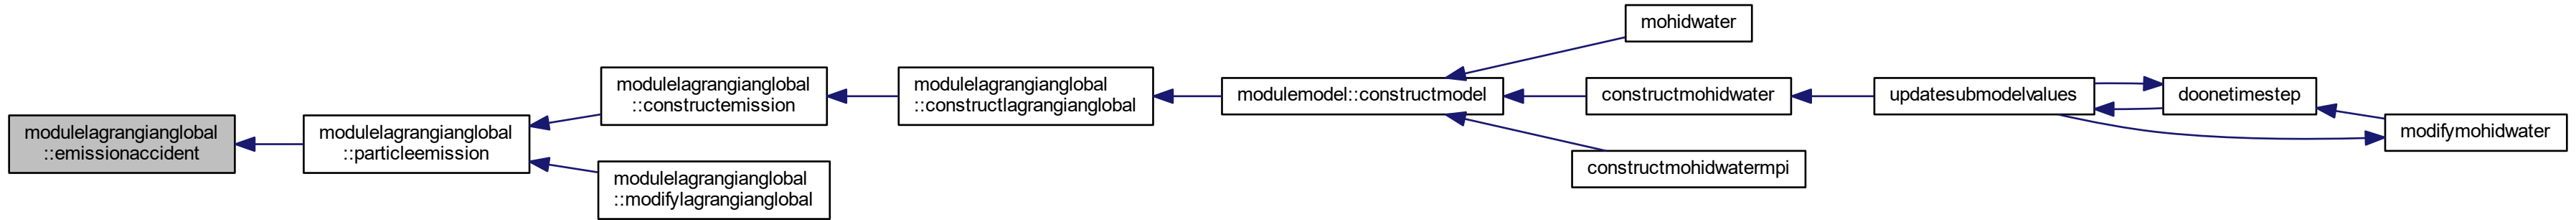 modulelagrangianglobal
::emissionaccident
modulelagrangianglobal
::particleemission
modulelagrangianglobal
::constructemission
modulelagrangianglobal
::modifylagrangianglobal
modulelagrangianglobal
::constructlagrangianglobal
modulemodel::constructmodel
mohidwater
constructmohidwater
constructmohidwatermpi
updatesubmodelvalues
doonetimestep
modifymohidwater